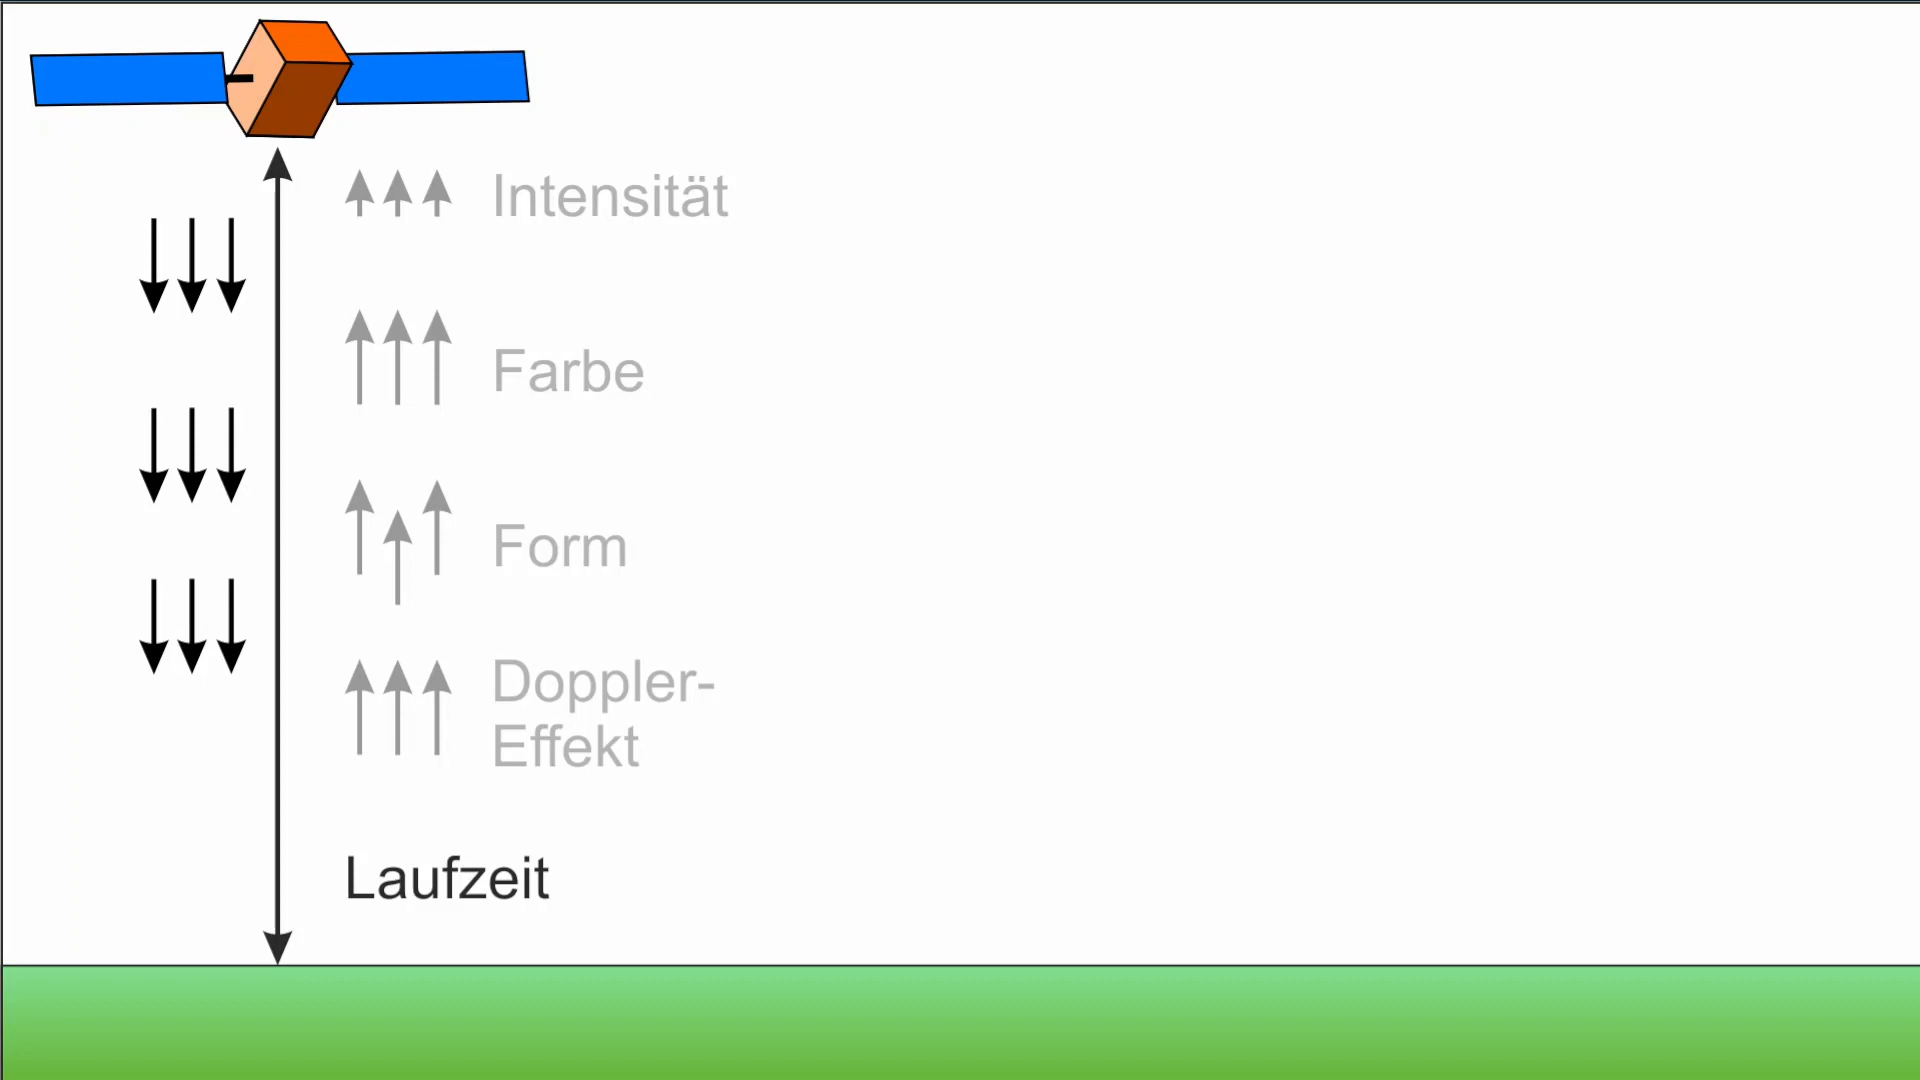 Intensität
Farbe
Form
Doppler-
Effekt
Laufzeit